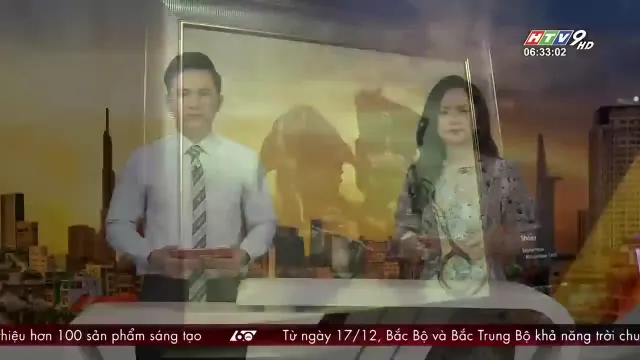 HTV9 HD
06:33:02
hiệu hơn 100 sản phẩm sáng tạo 60 Từ ngày 17/12, Bắc Bộ và Bắc Trung Bộ khả năng trời chu